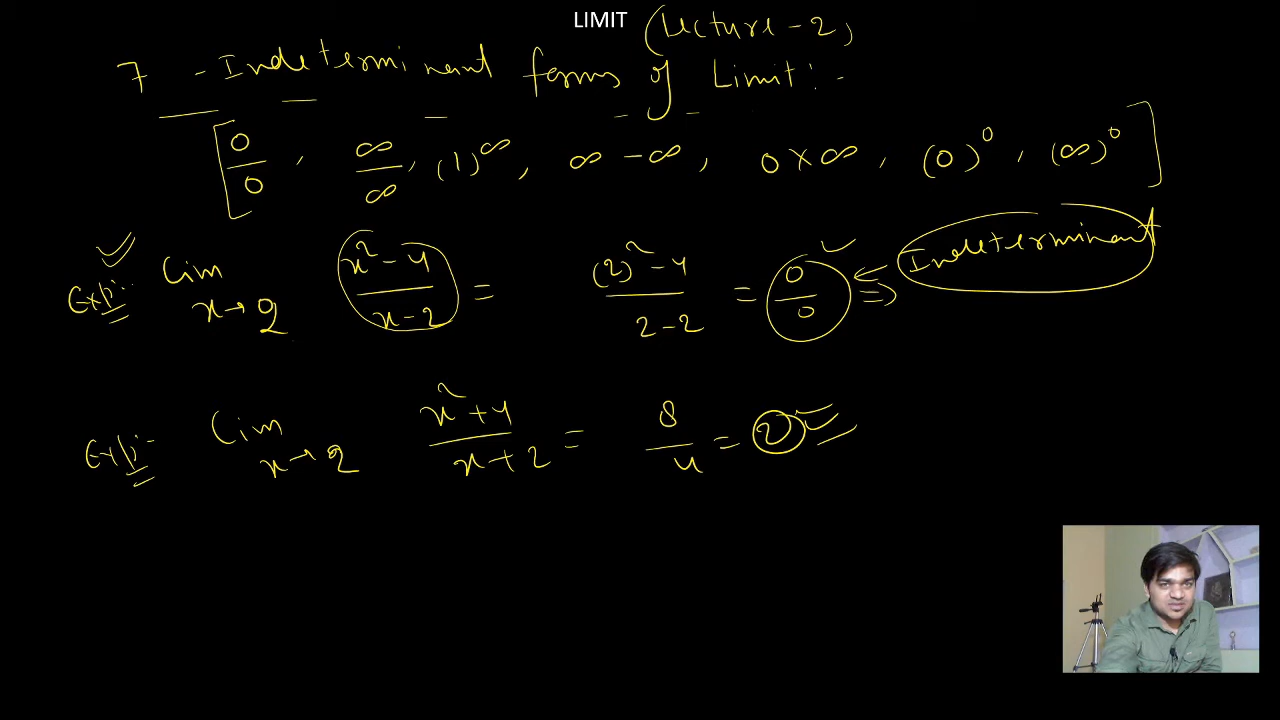 LIMIT (Lecture-2)
7 - Indeterminant forms of Limit:-
[0/0, ∞/∞, (1)^∞, ∞-∞, 0×∞, (0)^0, (∞)^0]
Exp:- Lim x→2 x²-4/x-2 = (2)²-4/2-2 = 0/0 ⇒ Indeterminant
Exp:- Lim x→2 x²+4/x+2 = 8/4 = 2